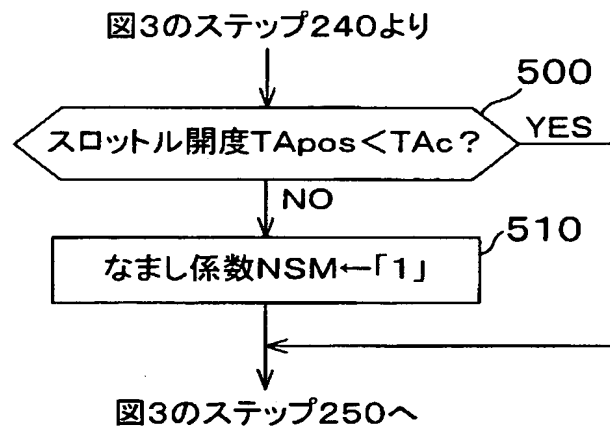 図3のステップ240より
500
スロットル開度TApos＜TAc?
YES
NO
510
なまし係数NSM←「1」
図3のステップ250へ